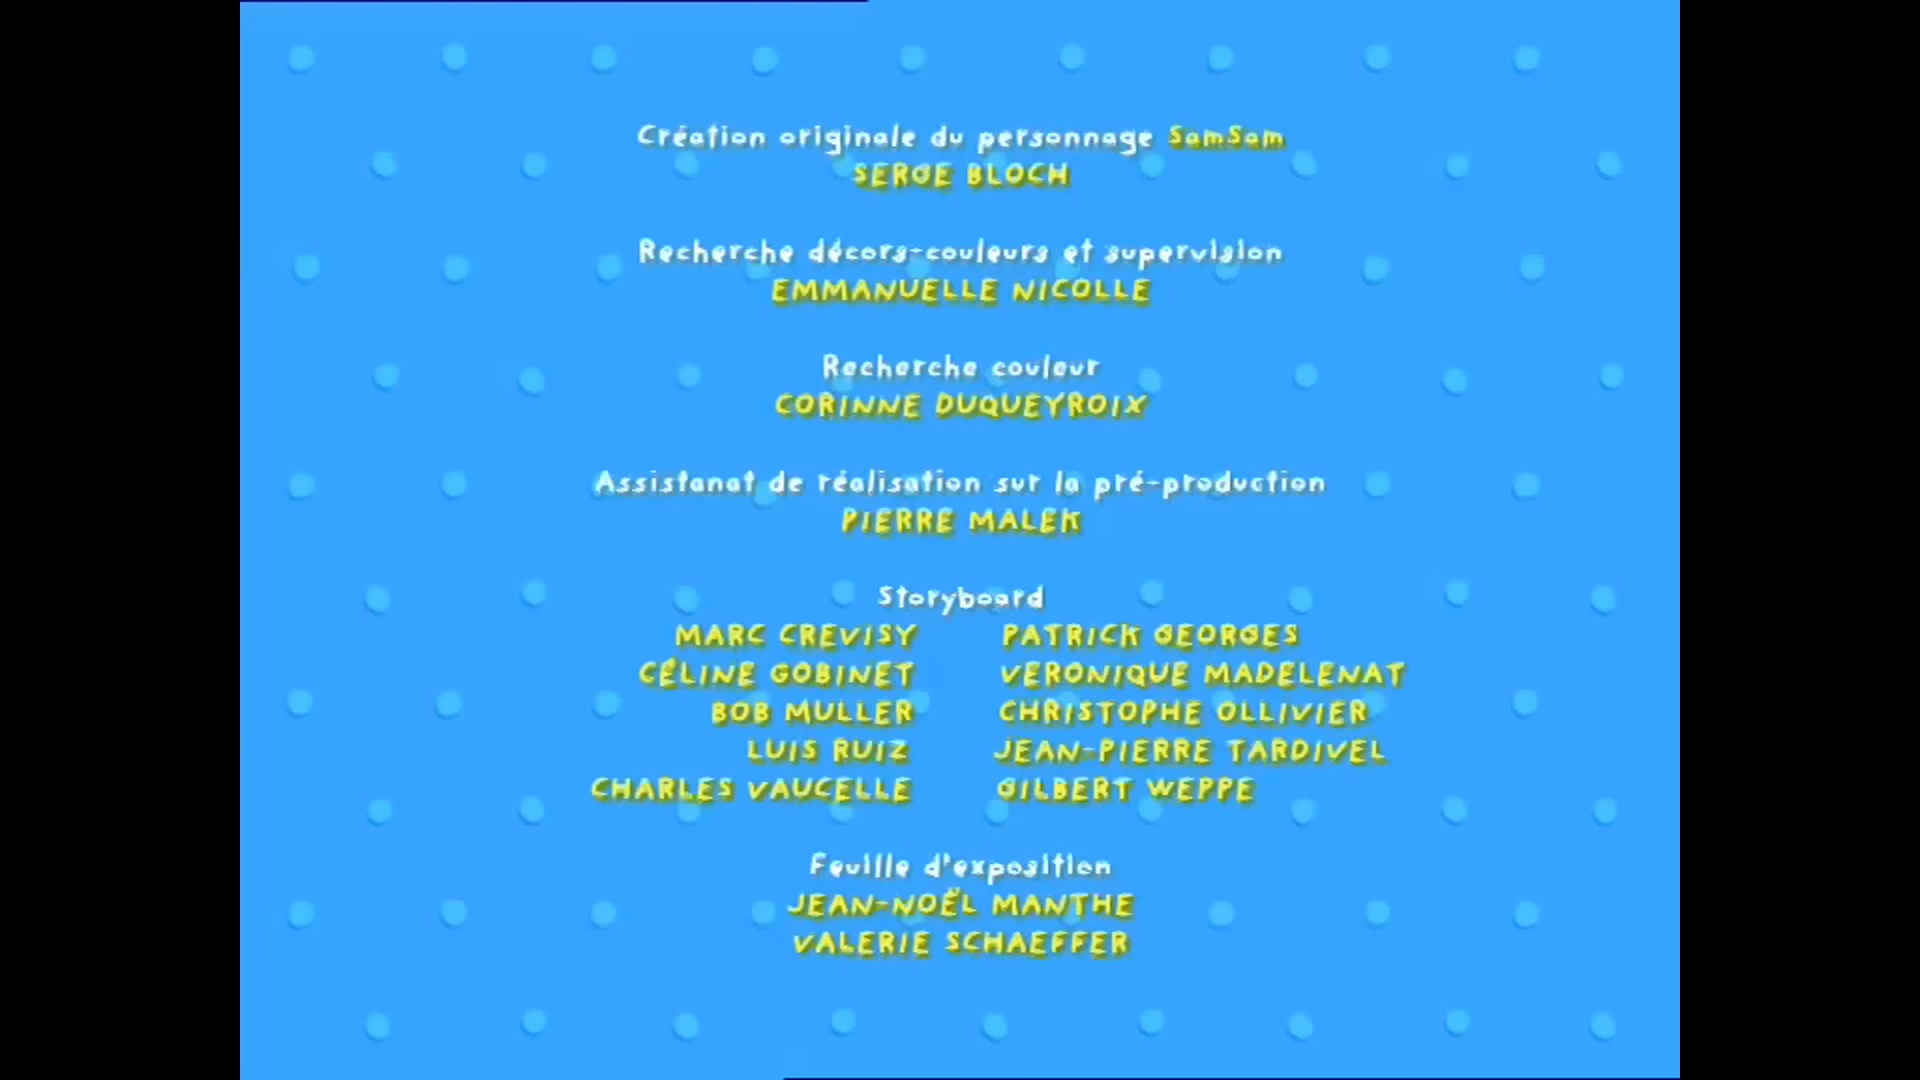 Création originale du personnage SamSam
SERGE BLOCH
Recherche décors-couleurs et supervision
EMMANUELLE NICOLLE
Recherche couleur
CORINNE DUQUEYROIX
Assistanat de réalisation sur la pré-production
PIERRE MALEK
Storyboard
MARC CREVISY PATRICK GEORGES
CÉLINE GOBINET VERONIQUE MADELENAT
BOB MULLER CHRISTOPHE OLLIVIER
LUIS RUIZ JEAN-PIERRE TARDIVEL
CHARLES VAUCELLE GILBERT WEPPE
Feuille d'exposition
JEAN-NOËL MANTHE
VALERIE SCHAEFFER